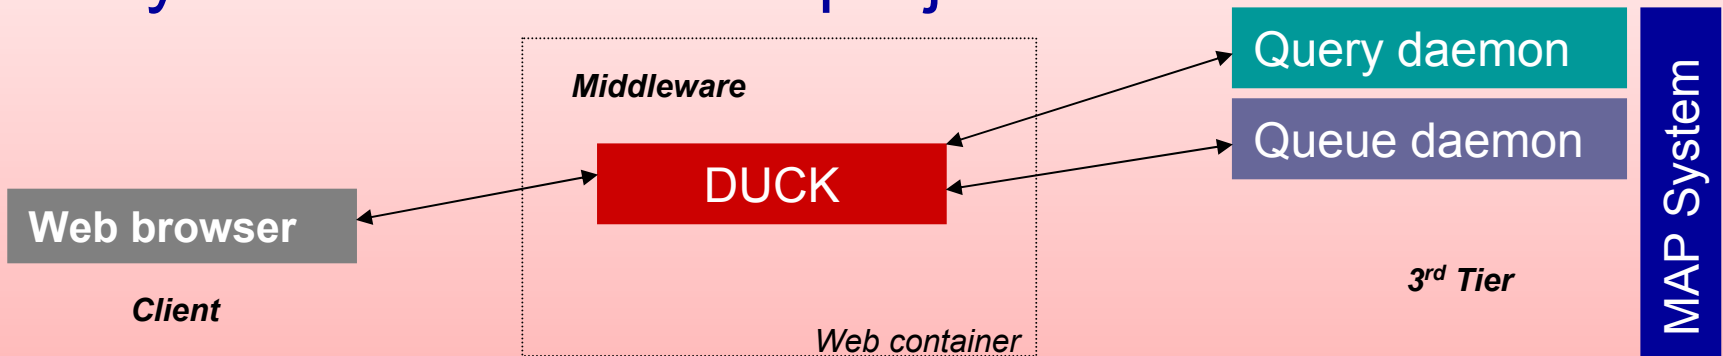 Query daemon
Middleware
Queue daemon
DUCK
Web browser
3rd Tier
Client
Web container
MAP System